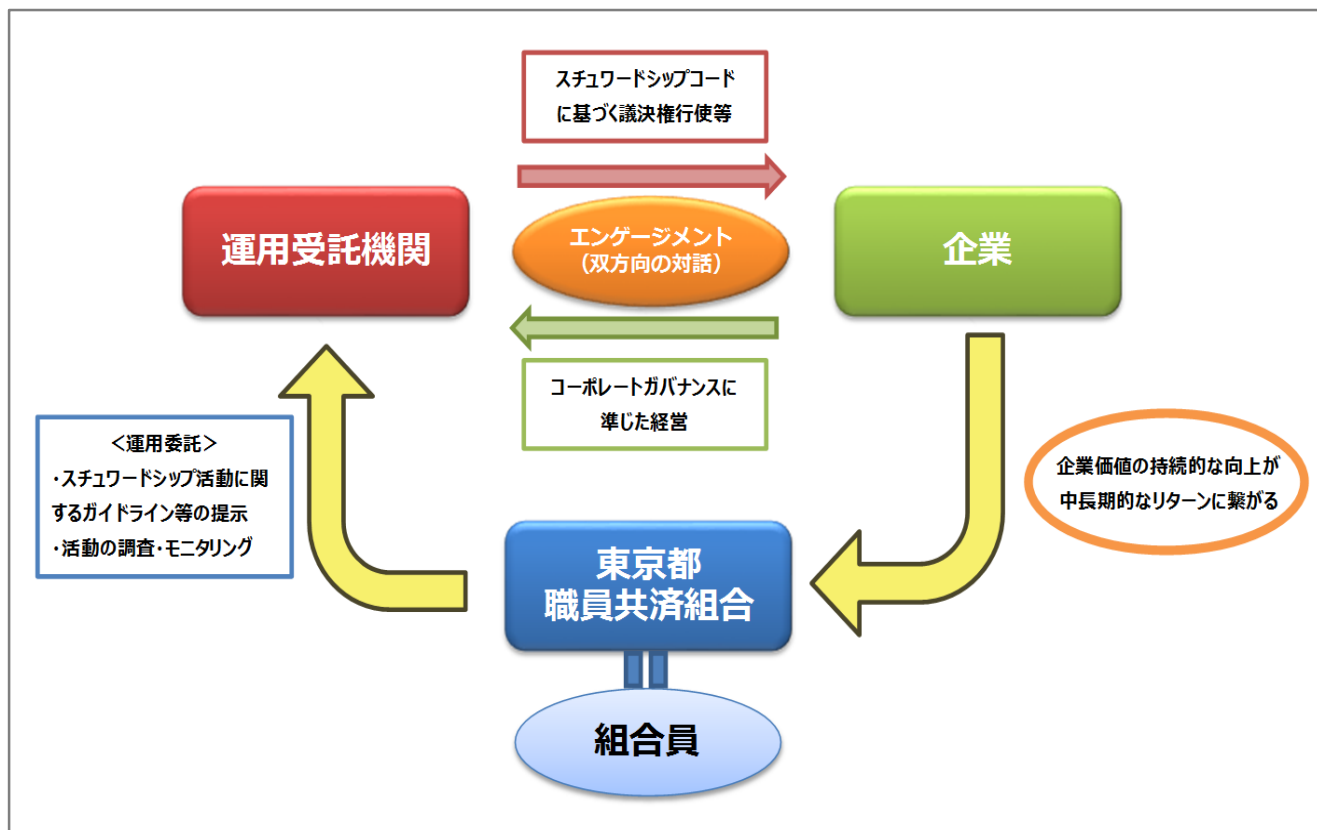 スチュワードシップコード
に基づく議決権行使等
運用受託機関
エンゲージメント
（双方向の対話）
企業
コーポレートガバナンスに
準じた経営
＜運用委託＞
・スチュワードシップ活動に関
するガイドライン等の提示
・活動の調査・モニタリング
企業価値の持続的な向上が
中長期的なリターンに繋がる
東京都
職員共済組合
組合員